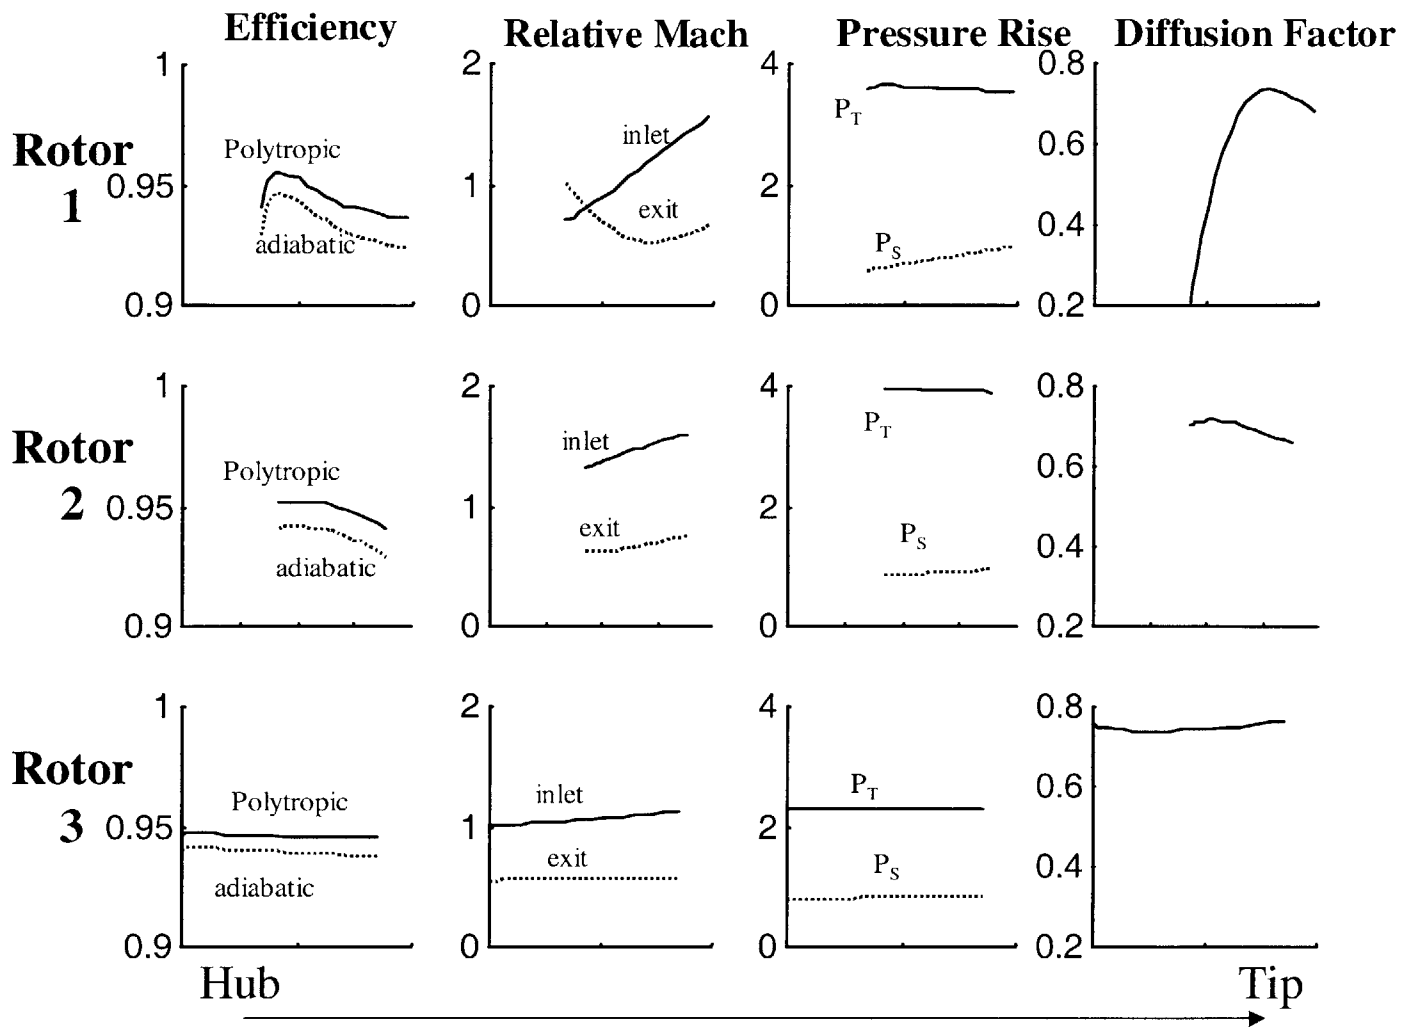 Efficiency Relative Mach Pressure Rise Diffusion Factor
Rotor
1
1
0.95
0.9
Polytropic
adiabatic
2
1
0
inlet
exit
4
2
0
P_T
P_S
0.8
0.6
0.4
0.2
Rotor
2
1
0.95
0.9
Polytropic
adiabatic
2
1
0
inlet
exit
4
2
0
P_T
P_S
0.8
0.6
0.4
0.2
Rotor
3
1
0.95
0.9
Polytropic
adiabatic
2
1
0
inlet
exit
4
2
0
P_T
P_S
0.8
0.6
0.4
0.2
Hub Tip